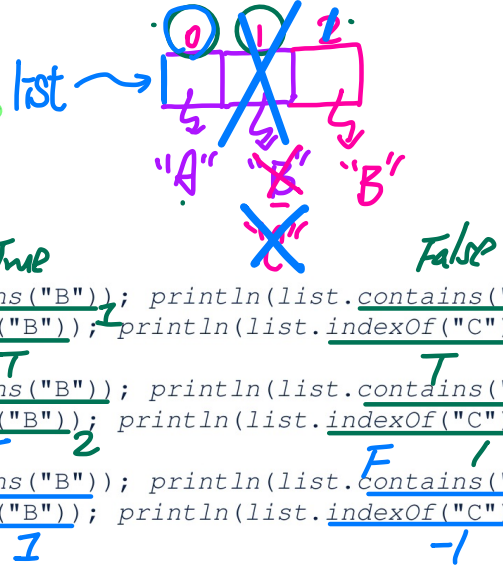 0 1 2
list
"A" "B" "B"
"C"
True False
ns("B")); println(list.contains("
1
("B")); println(list.indexOf("C"
T T
ns("B")); println(list.contains("
("B")); println(list.indexOf("C"
2 1
F
ns("B")); println(list.contains("
("B")); println(list.indexOf("C"
1 -1